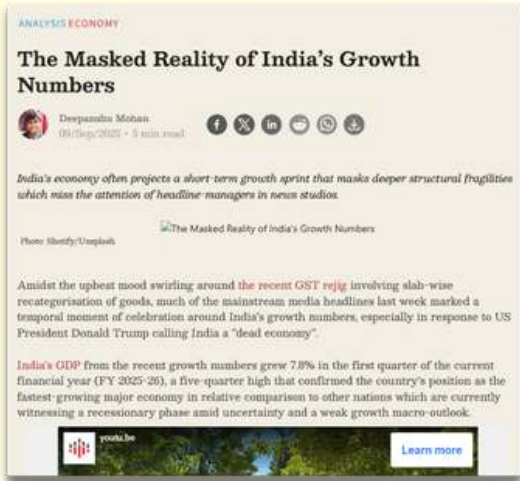 ANALYSIS ECONOMY
The Masked Reality of India's Growth
Numbers
Deepanshu Mohan
09/Sep/2025 • 5 min read
India's economy often projects a short-term growth sprint that masks deeper structural fragilities
which miss the attention of headline-managers in news studios.
The Masked Reality of India's Growth Numbers
Photo: Shotify/Unsplash
Amidst the upbeat mood swirling around the recent GST rejig involving slab-wise
recategorisation of goods, much of the mainstream media headlines last week marked a
temporal moment of celebration around India's growth numbers, especially in response to US
President Donald Trump calling India a "dead economy".
India's GDP from the recent growth numbers grew 7.8% in the first quarter of the current
financial year (FY 2025-26), a five-quarter high that confirmed the country's position as the
fastest-growing major economy in relative comparison to other nations which are currently
witnessing a recessionary phase amid uncertainty and a weak growth macro-outlook.
youtu.be
Learn more